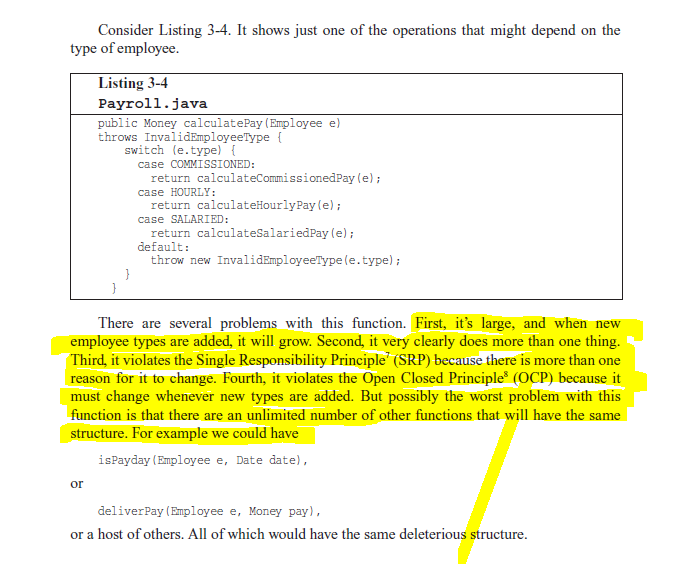 Consider Listing 3-4. It shows just one of the operations that might depend on the
type of employee.
Listing 3-4
Payroll.java
public Money calculatePay(Employee e)
throws InvalidEmployeeType {
switch (e.type) {
case COMMISSIONED:
return calculateCommissionedPay(e);
case HOURLY:
return calculateHourlyPay(e);
case SALARIED:
return calculateSalariedPay(e);
default:
throw new InvalidEmployeeType(e.type);
}
}
There are several problems with this function. First, it's large, and when new
employee types are added, it will grow. Second, it very clearly does more than one thing.
Third, it violates the Single Responsibility Principle⁷ (SRP) because there is more than one
reason for it to change. Fourth, it violates the Open Closed Principle⁸ (OCP) because it
must change whenever new types are added. But possibly the worst problem with this
function is that there are an unlimited number of other functions that will have the same
structure. For example we could have
isPayday(Employee e, Date date),
or
deliverPay(Employee e, Money pay),
or a host of others. All of which would have the same deleterious structure.